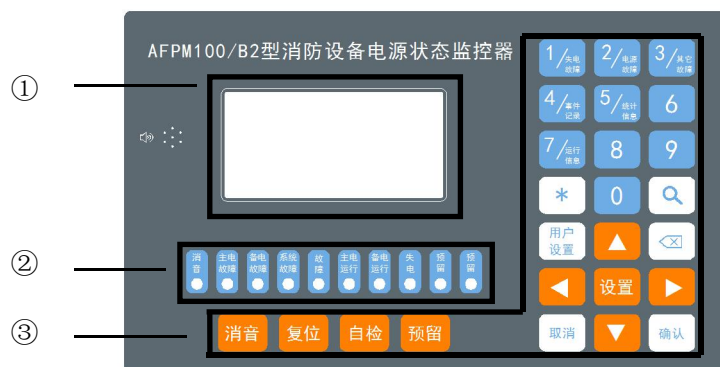 AFPM100/B2型消防设备电源状态监控器
①
②
③
消音
主电故障
备电故障
系统故障
故障
主电运行
备电运行
失电
预留
预留
消音 复位 自检 预留
1/失电故障 2/电源故障 3/其它故障
4/事件记录 5/统计信息 6
7/运行信息 8 9
* 0
用户
设置
设置
取消 确认